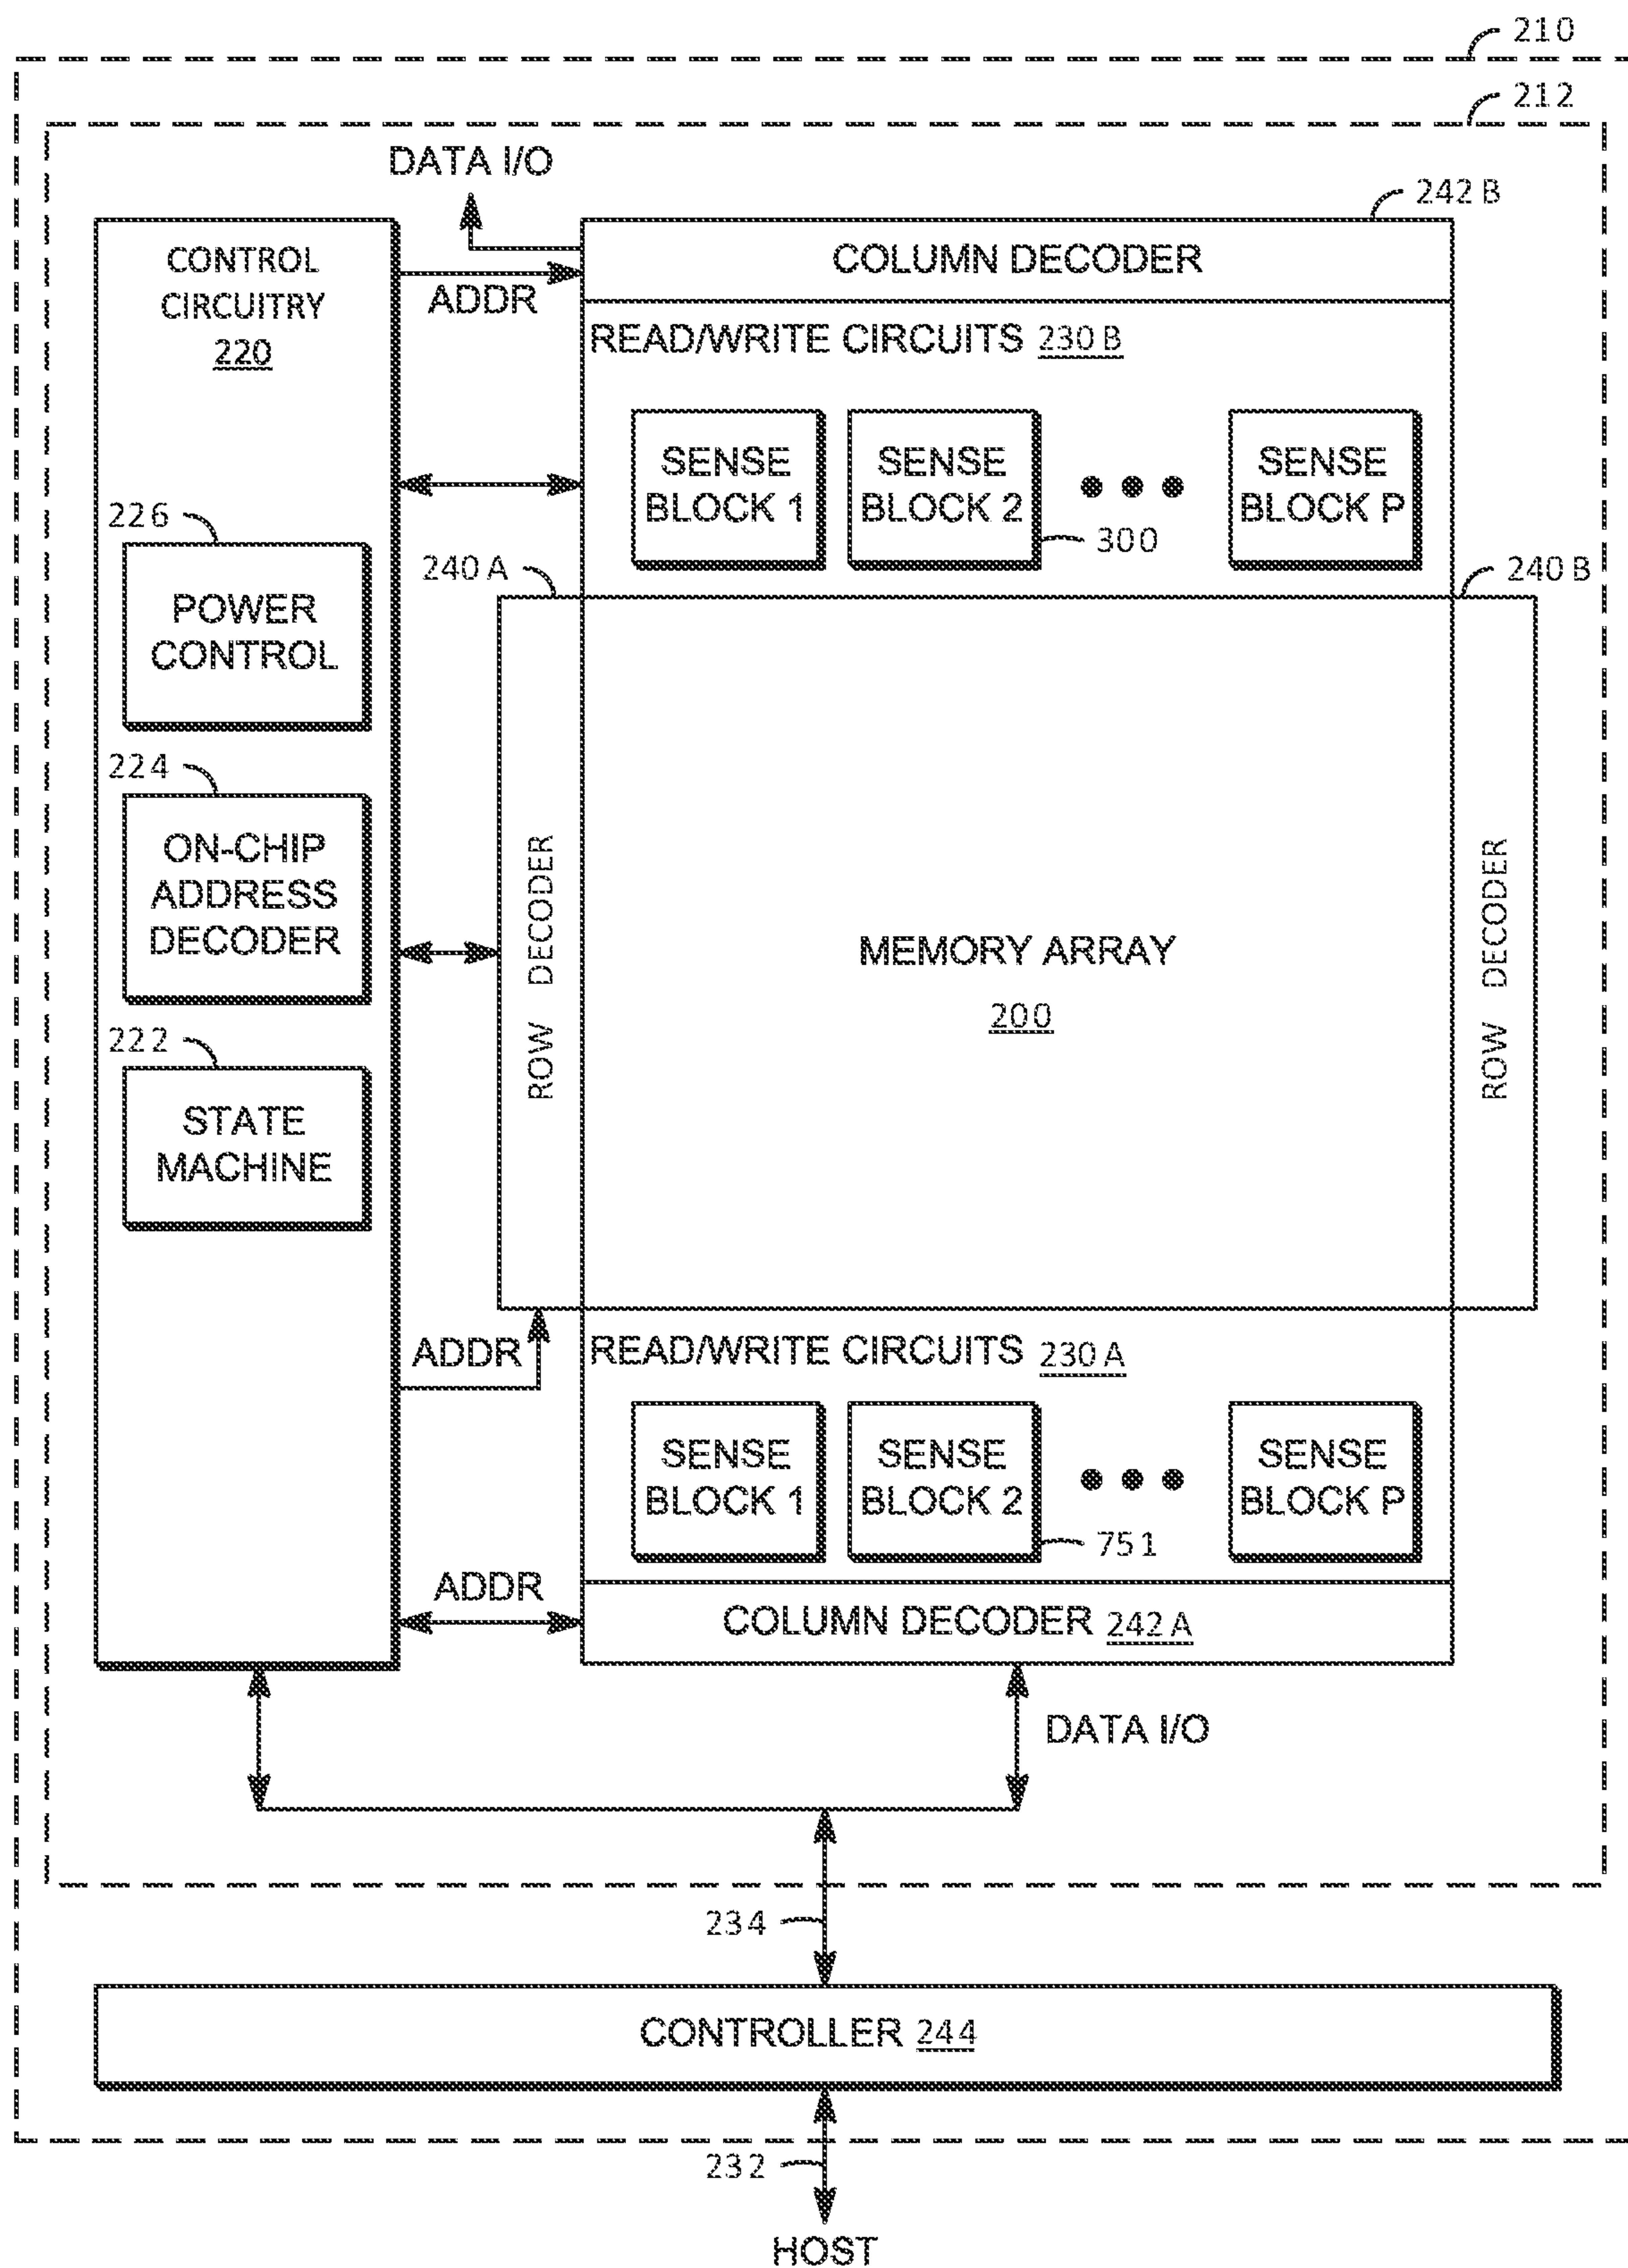 210
212
DATA I/O
242 B
CONTROL
CIRCUITRY
220
COLUMN DECODER
ADDR
READ/WRITE CIRCUITS 230 B
SENSE
BLOCK 1
SENSE
BLOCK 2
SENSE
BLOCK P
300
226
240 A
240 B
POWER
CONTROL
224
ON-CHIP
ADDRESS
DECODER
ROW DECODER
MEMORY ARRAY
200
ROW DECODER
222
STATE
MACHINE
ADDR
READ/WRITE CIRCUITS 230 A
SENSE
BLOCK 1
SENSE
BLOCK 2
SENSE
BLOCK P
751
ADDR
COLUMN DECODER 242 A
DATA I/O
234
CONTROLLER 244
232
HOST